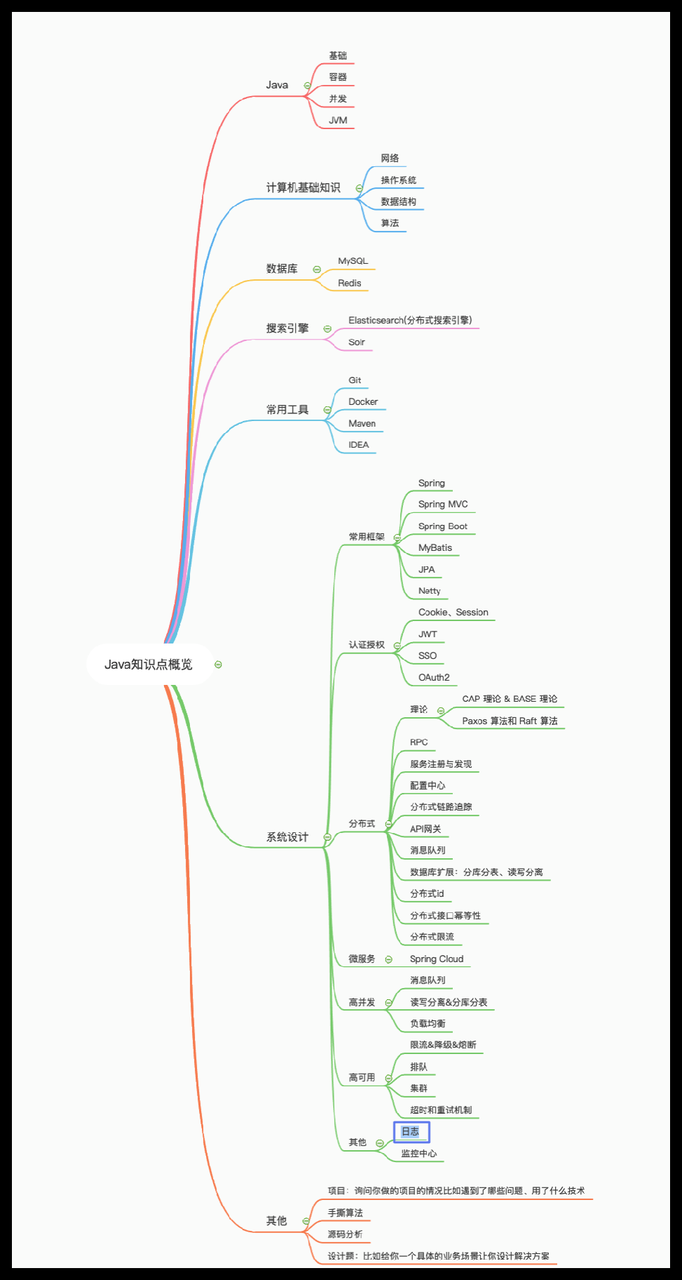 Java
基础
容器
并发
JVM
计算机基础知识
网络
操作系统
数据结构
算法
数据库
MySQL
Redis
搜索引擎
Elasticsearch(分布式搜索引擎)
Solr
常用工具
Git
Docker
Maven
IDEA
Java知识点概览
系统设计
常用框架
Spring
Spring MVC
Spring Boot
MyBatis
JPA
Netty
认证授权
Cookie、Session
JWT
SSO
OAuth2
分布式
理论
CAP 理论 & BASE 理论
Paxos 算法和 Raft 算法
RPC
服务注册与发现
配置中心
分布式链路追踪
API网关
消息队列
数据库扩展：分库分表、读写分离
分布式id
分布式接口幂等性
分布式限流
微服务
Spring Cloud
高并发
消息队列
读写分离&分库分表
负载均衡
高可用
限流&降级&熔断
排队
集群
超时和重试机制
其他
日志
监控中心
其他
项目：询问你做的项目的情况比如遇到了哪些问题、用了什么技术
手撕算法
源码分析
设计题：比如给你一个具体的业务场景让你设计解决方案